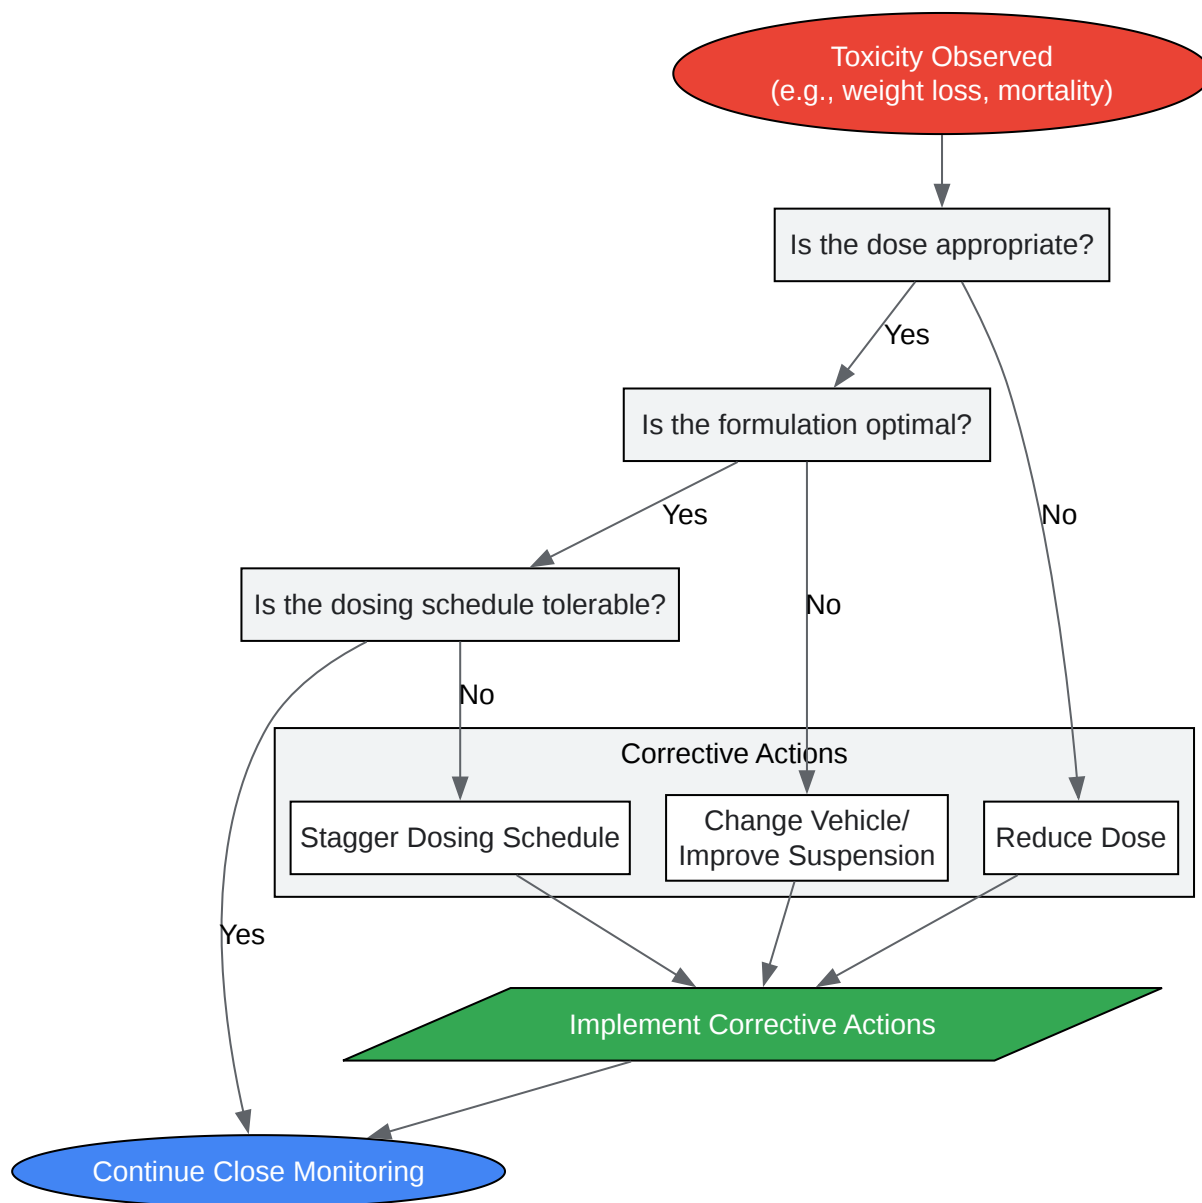 Toxicity Observed
(e.g., weight loss, mortality)
Is the dose appropriate?
Yes
Is the formulation optimal?
Yes
No
Is the dosing schedule tolerable?
No
No
Corrective Actions
Stagger Dosing Schedule
Change Vehicle/
Improve Suspension
Reduce Dose
Yes
Implement Corrective Actions
Continue Close Monitoring